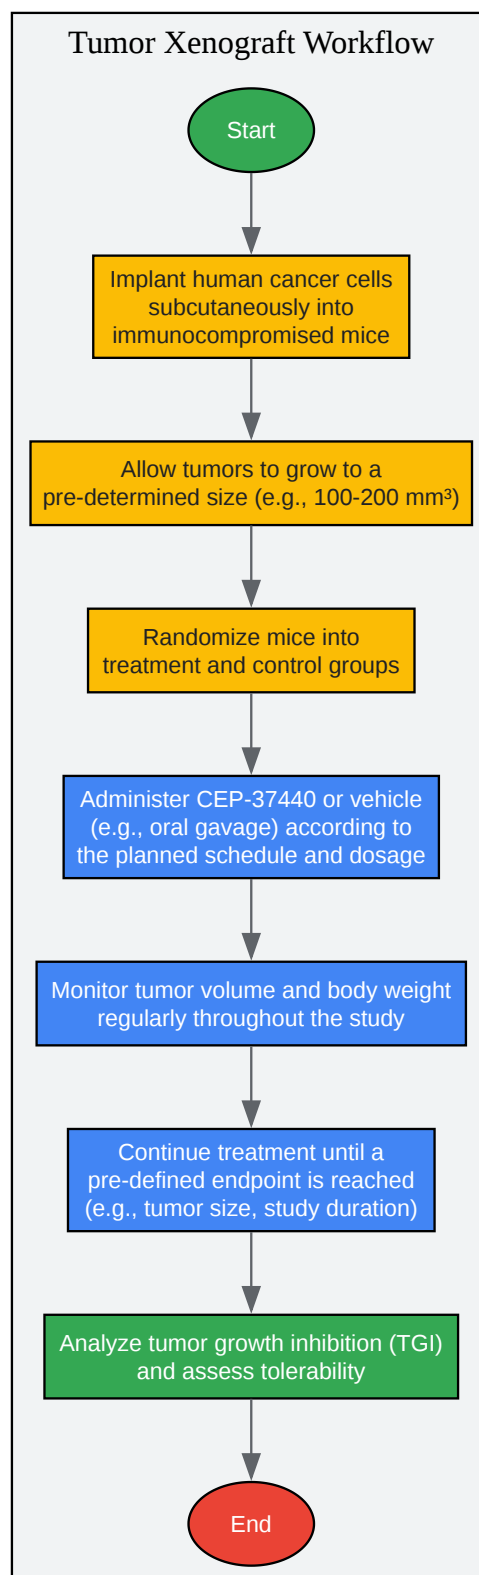 Tumor Xenograft Workflow
Start
Implant human cancer cells
subcutaneously into
immunocompromised mice
Allow tumors to grow to a
pre-determined size (e.g., 100-200 mm³)
Randomize mice into
treatment and control groups
Administer CEP-37440 or vehicle
(e.g., oral gavage) according to
the planned schedule and dosage
Monitor tumor volume and body weight
regularly throughout the study
Continue treatment until a
pre-defined endpoint is reached
(e.g., tumor size, study duration)
Analyze tumor growth inhibition (TGI)
and assess tolerability
End